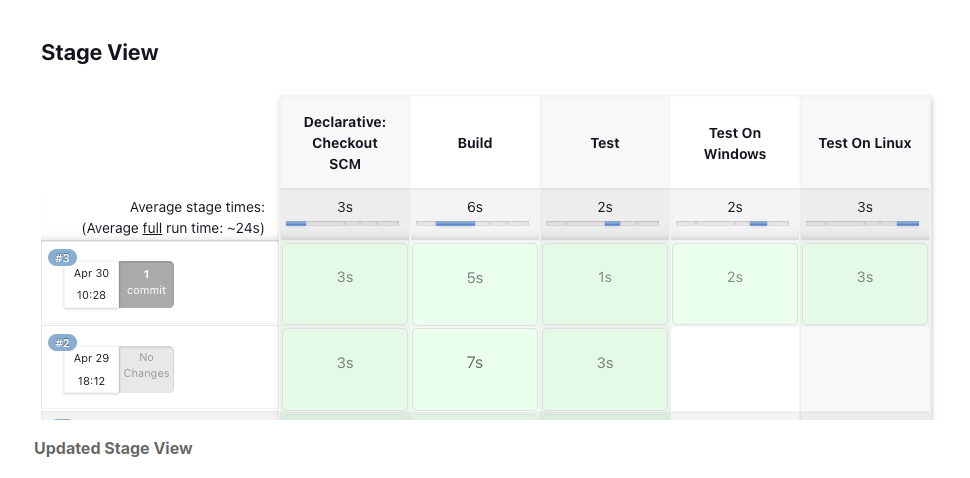 Stage View
Declarative:
Checkout
SCM
Build
Test
Test On
Windows
Test On Linux
Average stage times:
(Average full run time: ~24s)
3s
6s
2s
2s
3s
#3
Apr 30
10:28
1
commit
3s
5s
1s
2s
3s
#2
Apr 29
18:12
No
Changes
3s
7s
3s
Updated Stage View